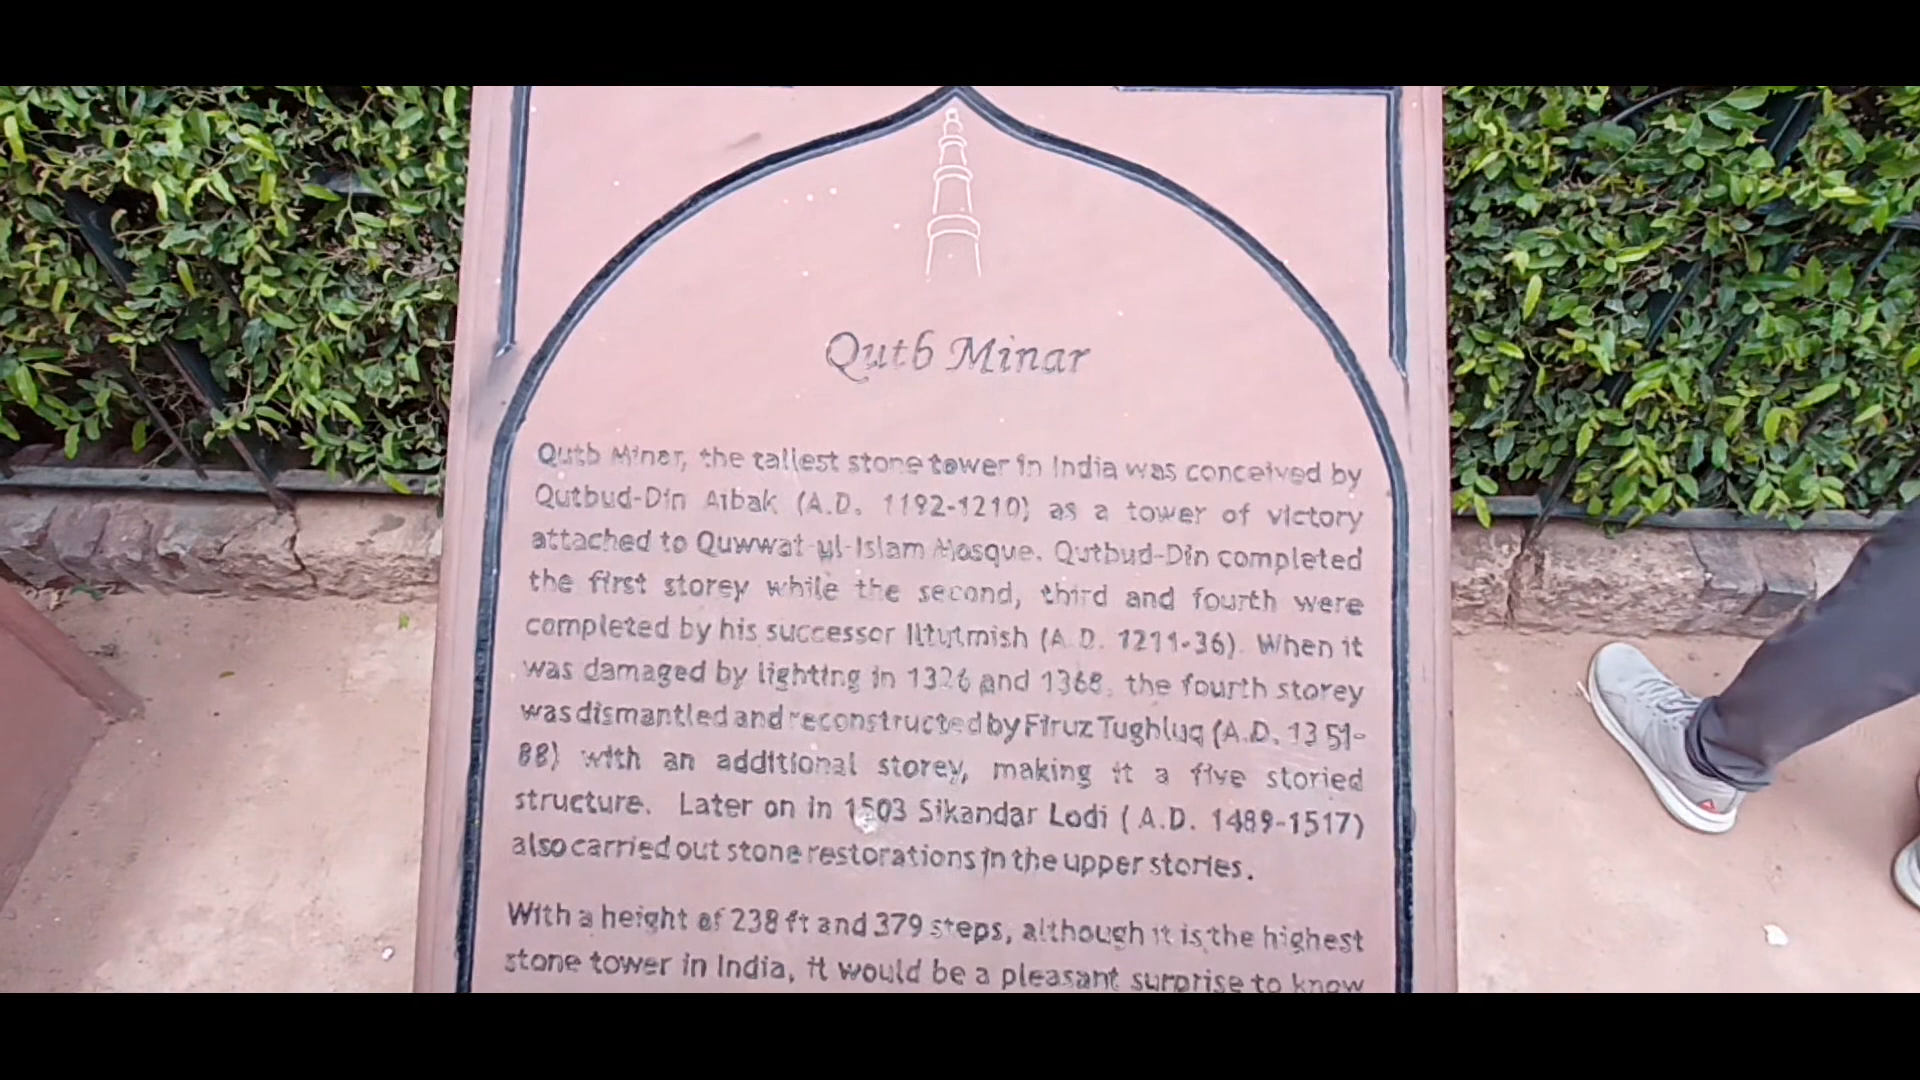 Qutb Minar
Qutb Minar, the tallest stone tower in India was conceived by
Qutbud-Din Aibak (A.D. 1192-1210) as a tower of victory
attached to Quwwat-ul-Islam Mosque. Qutbud-Din completed
the first storey while the second, third and fourth were
completed by his successor Iltutmish (A.D. 1211-36). When it
was damaged by lighting in 1326 and 1368, the fourth storey
was dismantled and reconstructed by Firuz Tughluq (A.D. 1351-
88) with an additional storey, making it a five storied
structure. Later on in 1503 Sikandar Lodi ( A.D. 1489-1517)
also carried out stone restorations in the upper stories.
With a height of 238 ft and 379 steps, although it is the highest
stone tower in India, it would be a pleasant surprise to know